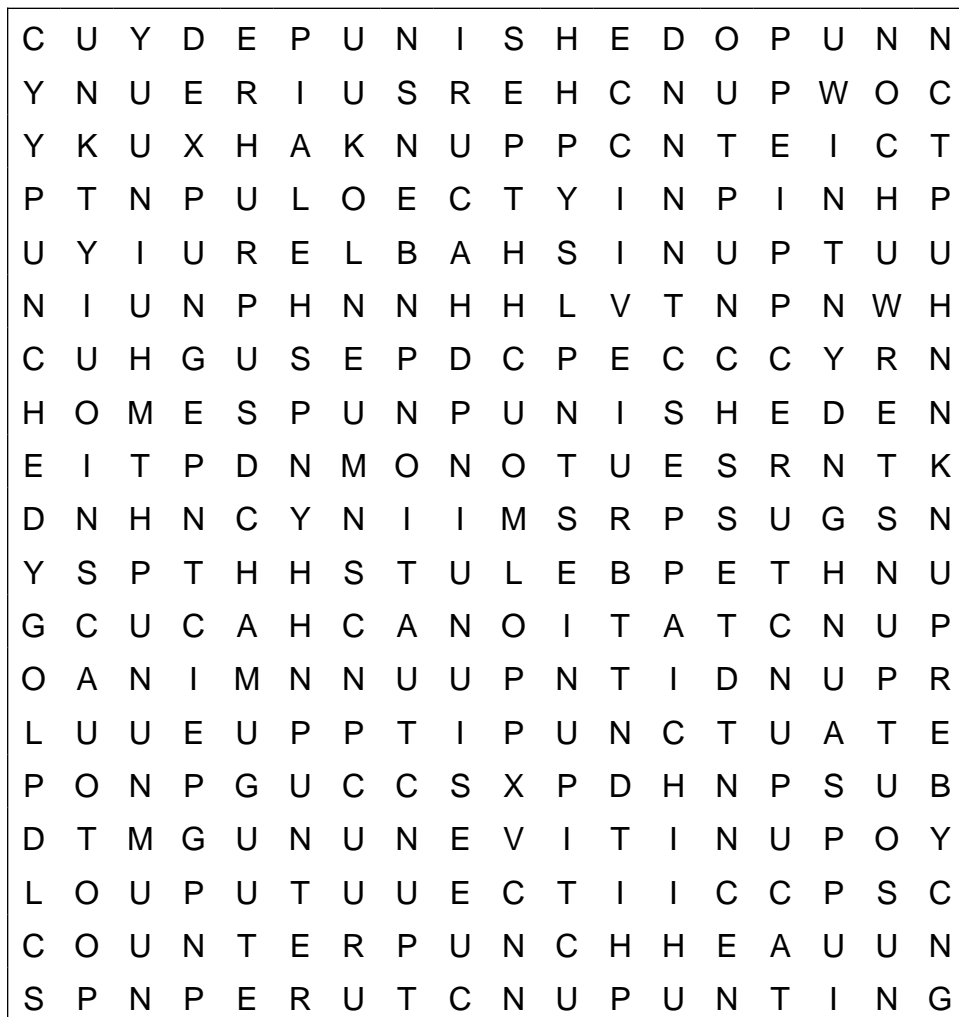 C U Y D E P U N I S H E D O P U N N
Y N U E R I U S R E H C N U P W O C
Y K U X H A K N U P P C N T E I C T
P T N P U L O E C T Y I N P I N H P
U Y I U R E L B A H S I N U P T U U
N I U N P H N N H H L V T N P N W H
C U H G U S E P D C P E C C C Y R N
H O M E S P U N P U N I S H E D E N
E I T P D N M O N O T U E S R N T K
D N H N C Y N I I M S R P S U G S N
Y S P T H H S T U L E B P E T H N U
G C U C A H C A N O I T A T C N U P
O A N I M N N U U P N T I D N U P R
L U U E U P P T I P U N C T U A T E
P O N P G U C C S X P D H N P S U B
D T M G U N U N E V I T I N U P O Y
L O U P U T U U E C T I I C C P S C
C O U N T E R P U N C H H E A U U N
S P N P E R U T C N U P U N T I N G